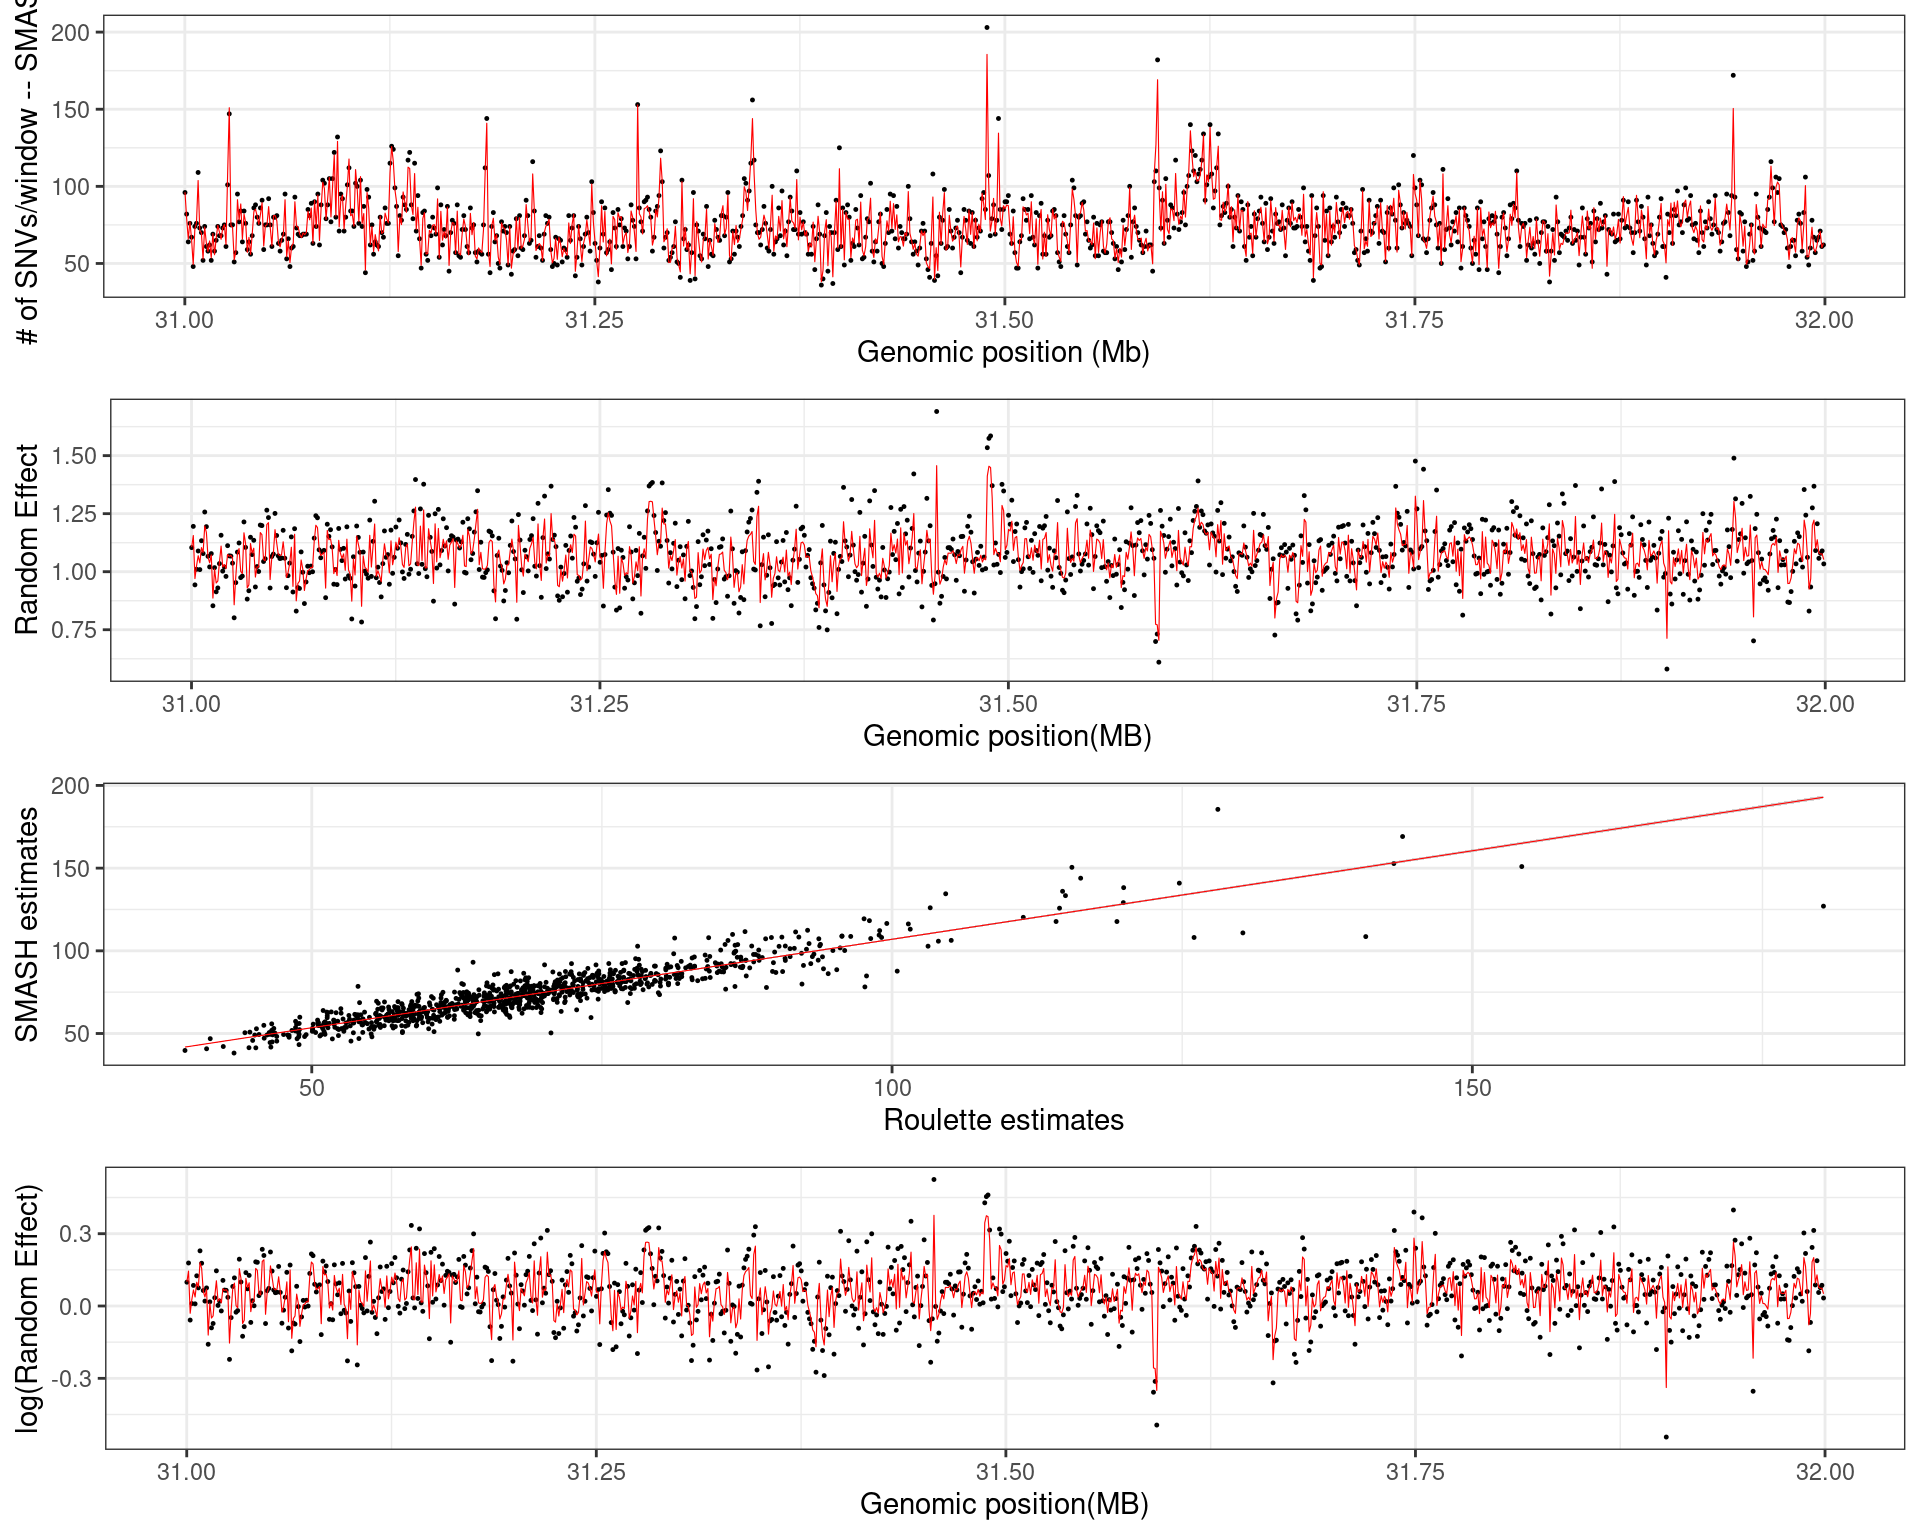 # of SNVs/window -- SMAS
200
150
100
50
31.00 31.25 31.50 31.75 32.00
Genomic position (Mb)
Random Effect
1.50
1.25
1.00
0.75
31.00 31.25 31.50 31.75 32.00
Genomic position(MB)
SMASH estimates
200
150
100
50
50 100 150
Roulette estimates
log(Random Effect)
0.3
0.0
-0.3
31.00 31.25 31.50 31.75 32.00
Genomic position(MB)